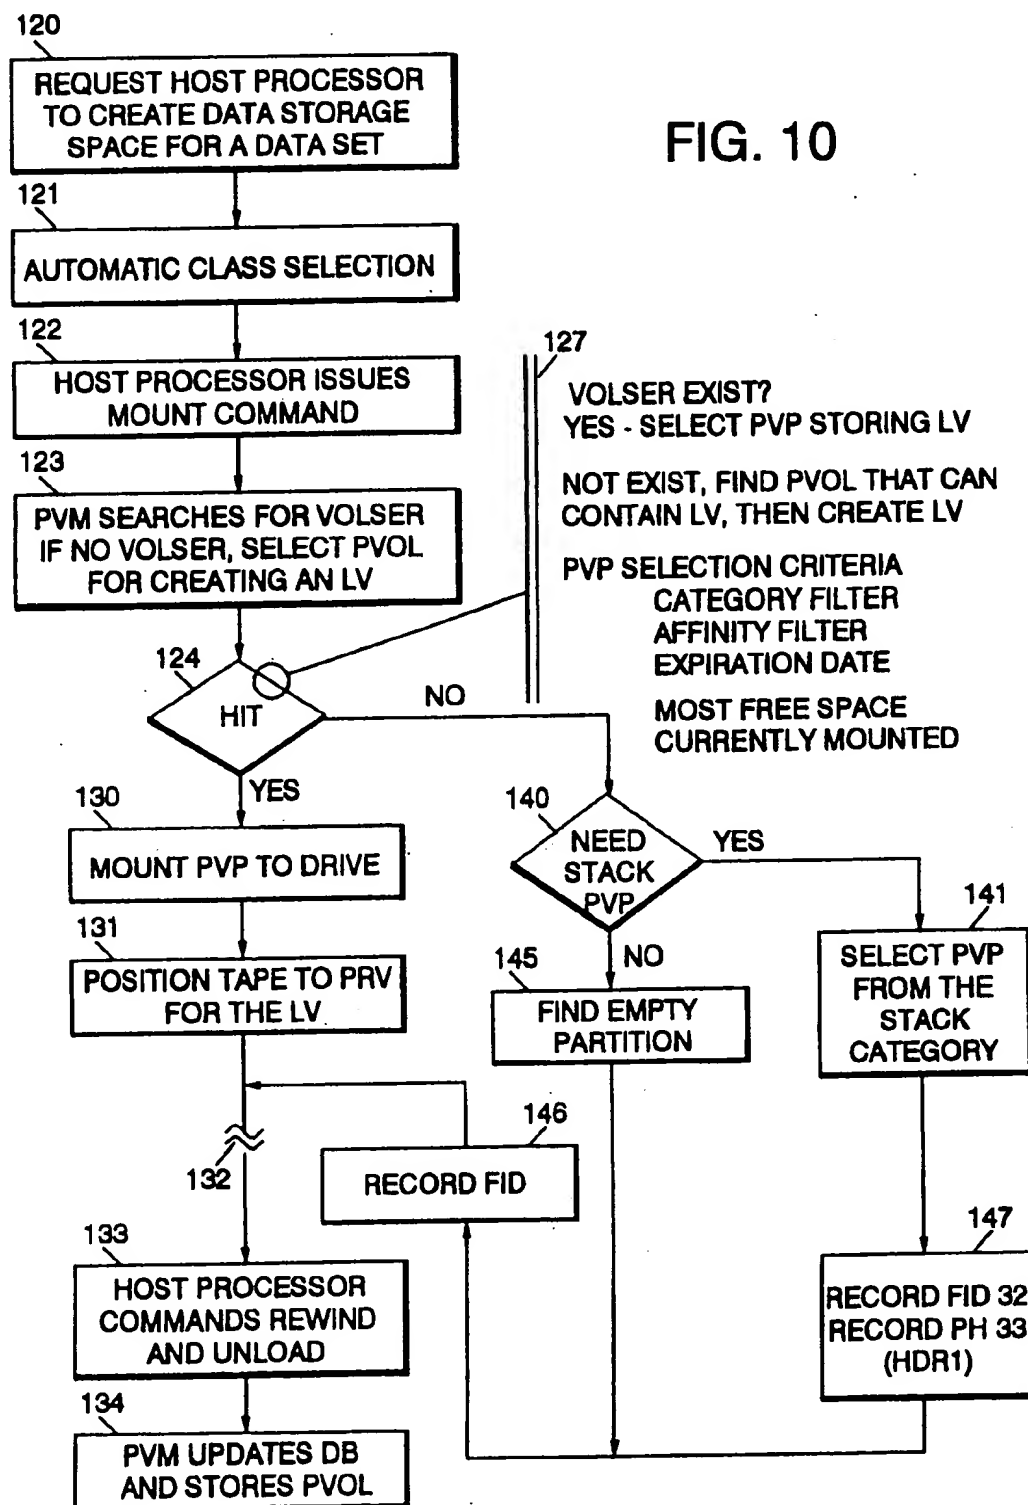 120
REQUEST HOST PROCESSOR
TO CREATE DATA STORAGE
SPACE FOR A DATA SET
FIG. 10
121
AUTOMATIC CLASS SELECTION
122
HOST PROCESSOR ISSUES
MOUNT COMMAND
127
VOLSER EXIST?
YES - SELECT PVP STORING LV
NOT EXIST, FIND PVOL THAT CAN
CONTAIN LV, THEN CREATE LV
PVP SELECTION CRITERIA
CATEGORY FILTER
AFFINITY FILTER
EXPIRATION DATE
MOST FREE SPACE
CURRENTLY MOUNTED
123
PVM SEARCHES FOR VOLSER
IF NO VOLSER, SELECT PVOL
FOR CREATING AN LV
124
HIT
NO
YES
130
MOUNT PVP TO DRIVE
131
POSITION TAPE TO PRV
FOR THE LV
132
140
NEED
STACK
PVP
YES
NO
145
FIND EMPTY
PARTITION
141
SELECT PVP
FROM THE
STACK
CATEGORY
146
RECORD FID
147
RECORD FID 32
RECORD PH 33
(HDR1)
133
HOST PROCESSOR
COMMANDS REWIND
AND UNLOAD
134
PVM UPDATES DB
AND STORES PVOL